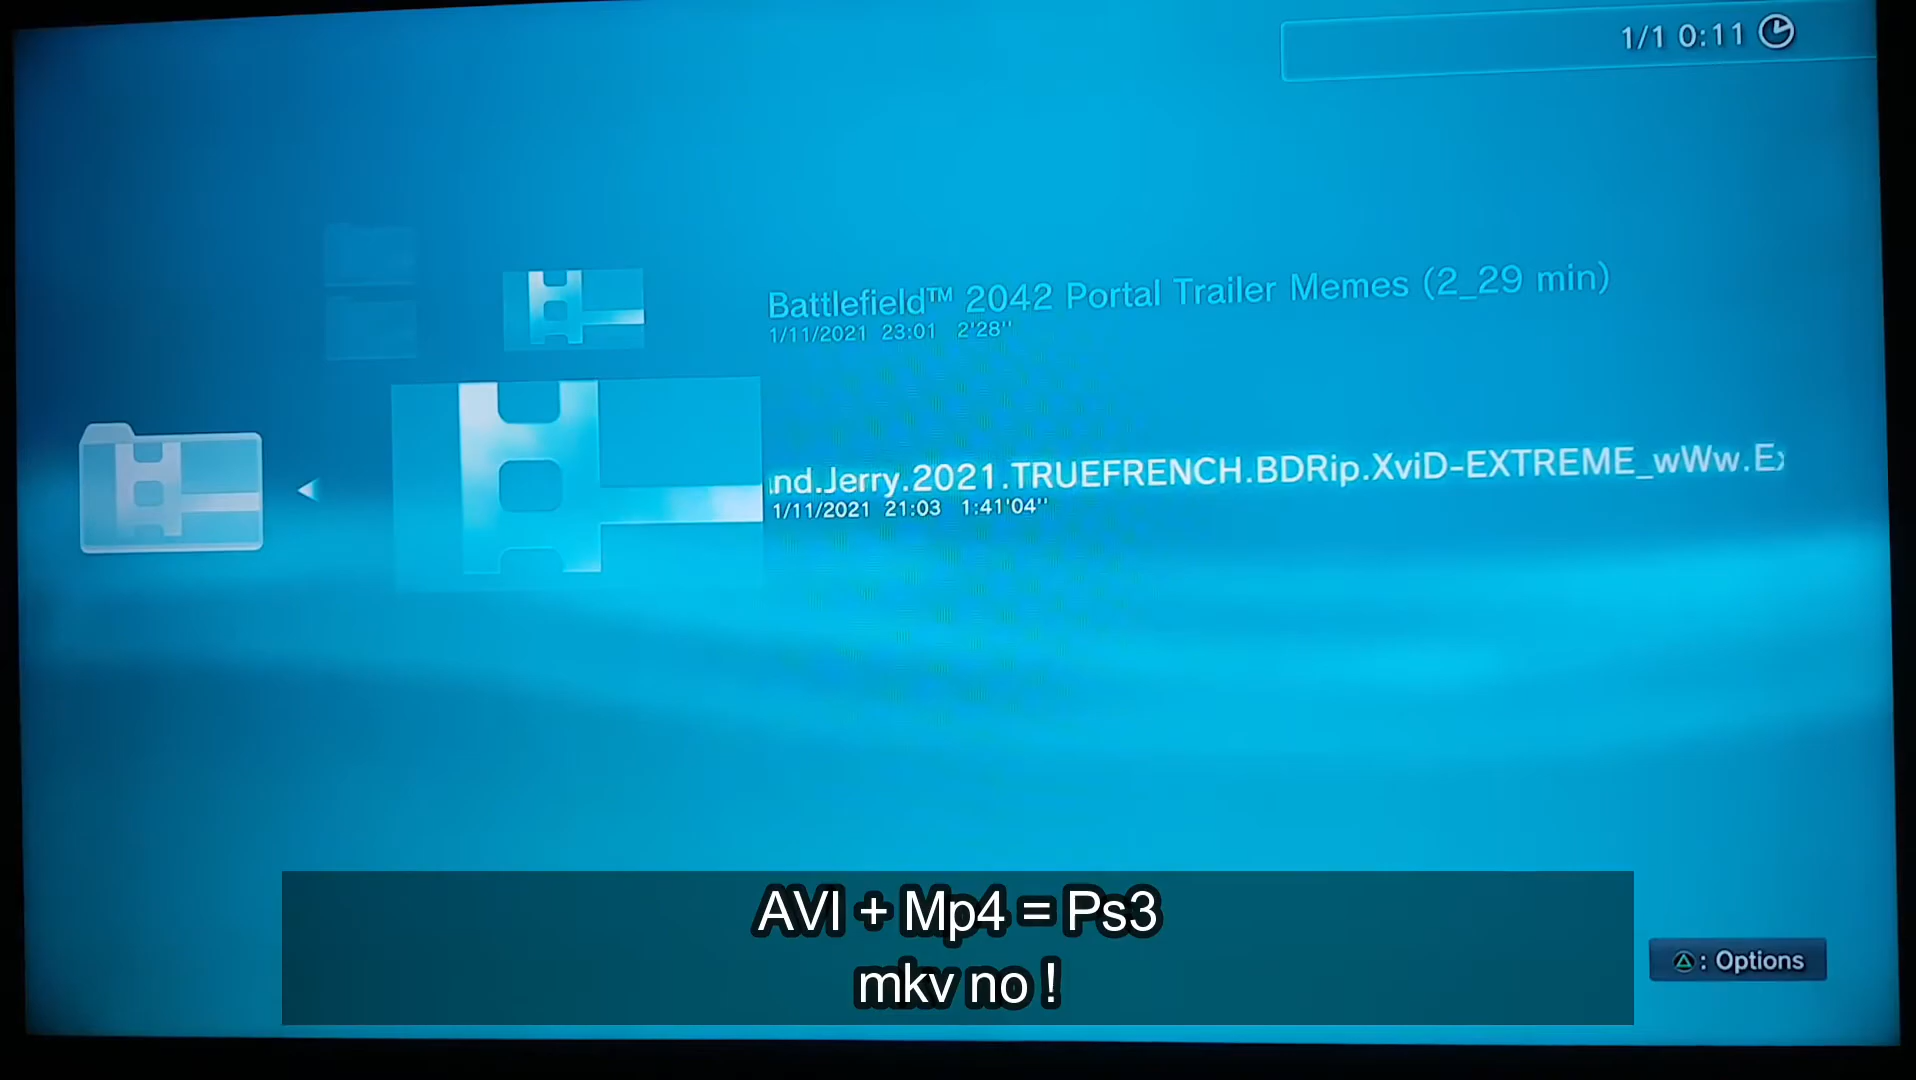 1/1 0:11
Battlefield™ 2042 Portal Trailer Memes (2_29 min)
1/11/2021 23:01 2'28''
nd.Jerry.2021.TRUEFRENCH.BDRip.XviD-EXTREME_wWw.Ex
1/11/2021 21:03 1:41'04''
AVI + Mp4 = Ps3
mkv no !
: Options